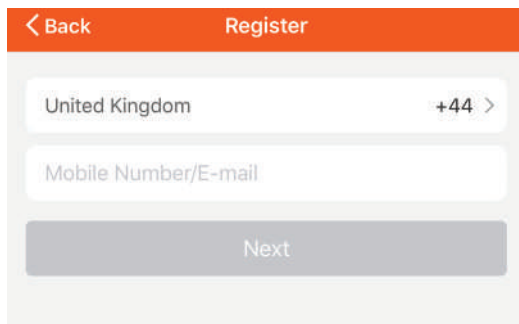 Back
Register
United Kingdom
+44
Mobile Number/E-mail
Next